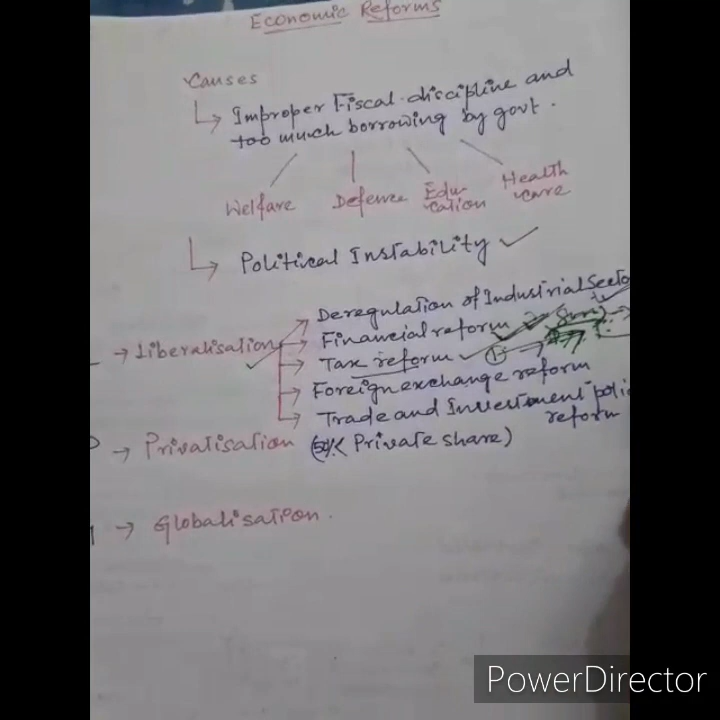 Economic Reforms
Causes
↳ Improper Fiscal discipline and
too much borrowing by govt.
Welfare Defence Edu-cation Health care
↳ Political Instability ✓
Deregulation of Industrial Secto
→ Liberalisation → Financial reform ✓
→ Tax reform ✓ ①→
→ Foreign exchange reform
→ Trade and Investment poli
reform
→ Privatisation (50% < Private share)
→ Globalisation.
PowerDirector